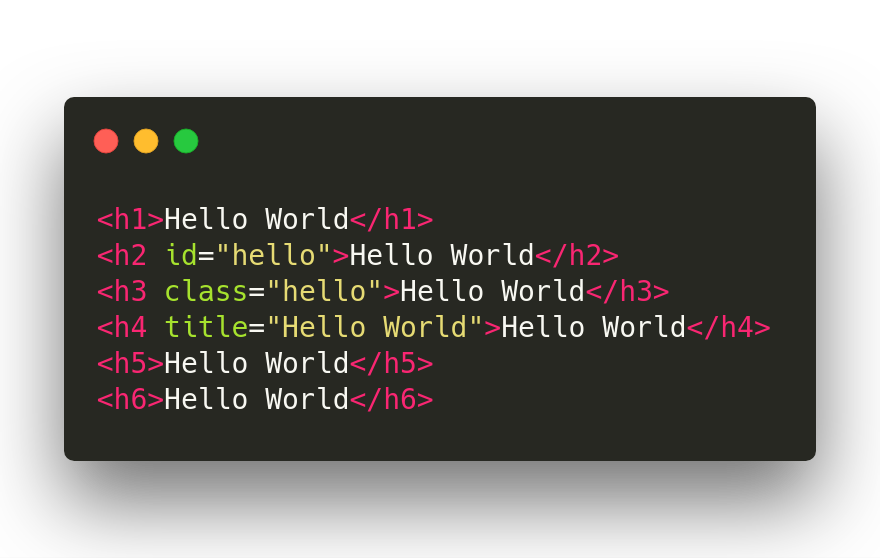 <h1>Hello World</h1>
<h2 id="hello">Hello World</h2>
<h3 class="hello">Hello World</h3>
<h4 title="Hello World">Hello World</h4>
<h5>Hello World</h5>
<h6>Hello World</h6>